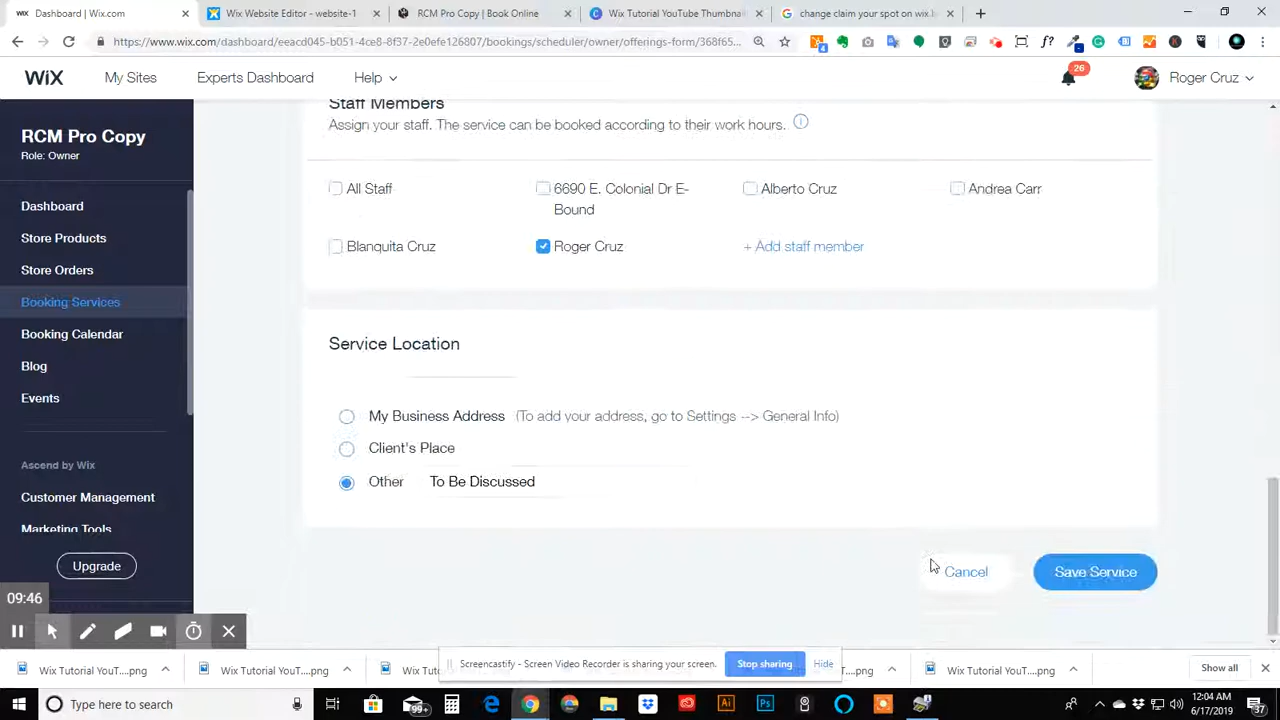 Dashboard | Wix.com
Wix Website Editor - website-1
RCM Pro Copy | Book Online
Wix Tutorial YouTube Thumbnail
change claim your spot on wix b
https://www.wix.com/dashboard/eeacd045-b051-4ce8-8f37-2e0efe126807/bookings/scheduler/owner/offerings-form/368f65...
WiX
My Sites
Experts Dashboard
Help
26
Roger Cruz
RCM Pro Copy
Role: Owner
Dashboard
Store Products
Store Orders
Booking Services
Booking Calendar
Blog
Events
Ascend by Wix
Customer Management
Marketing Tools
Upgrade
09:46
Staff Members
Assign your staff. The service can be booked according to their work hours.
All Staff
6690 E. Colonial Dr E-
Bound
Alberto Cruz
Andrea Carr
Blanquita Cruz
Roger Cruz
+ Add staff member
Service Location
My Business Address (To add your address, go to Settings --> General Info)
Client's Place
Other To Be Discussed
Cancel
Save Service
Screencastify - Screen Video Recorder is sharing your screen.
Stop sharing
Hide
Wix Tutorial YouT....png
Wix Tutorial YouT....png
Wix Tutorial YouT....png
Show all
Type here to search
99+
12:04 AM
6/17/2019
37